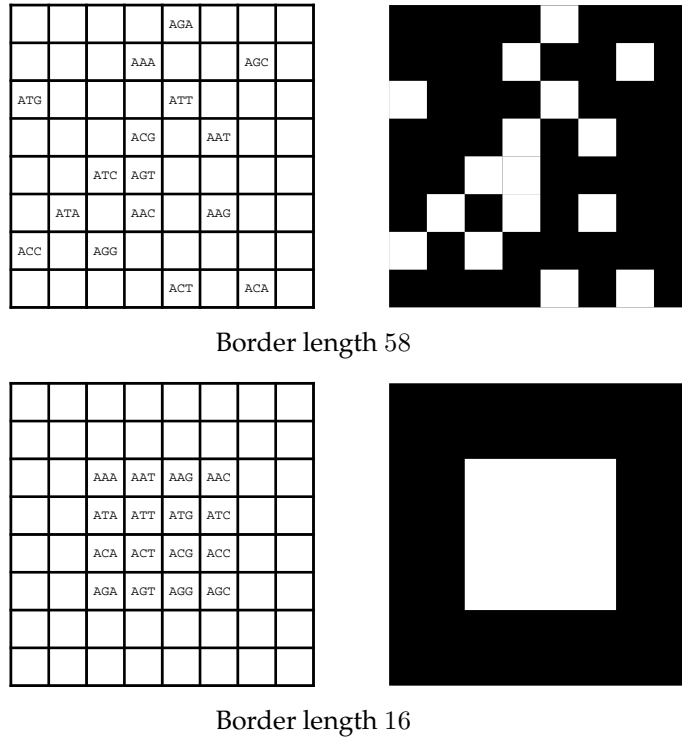 AGA
AAA AGC
ATG ATT
ACG AAT
ATC AGT
ATA AAC AAG
ACC AGG
ACT ACA
Border length 58
AAA AAT AAG AAC
ATA ATT ATG ATC
ACA ACT ACG ACC
AGA AGT AGG AGC
Border length 16